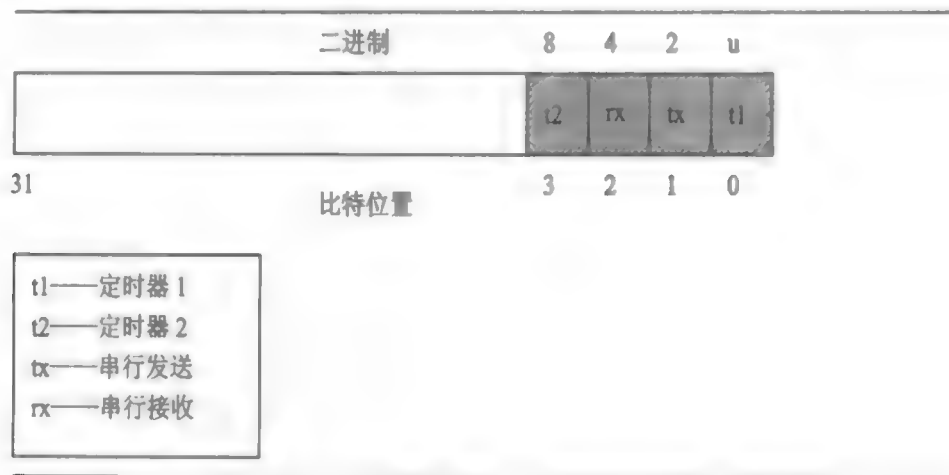 二进制 8 4 2 u
t2 rx tx t1
31 比特位置 3 2 1 0
t1——定时器 1
t2——定时器 2
tx——串行发送
rx——串行接收